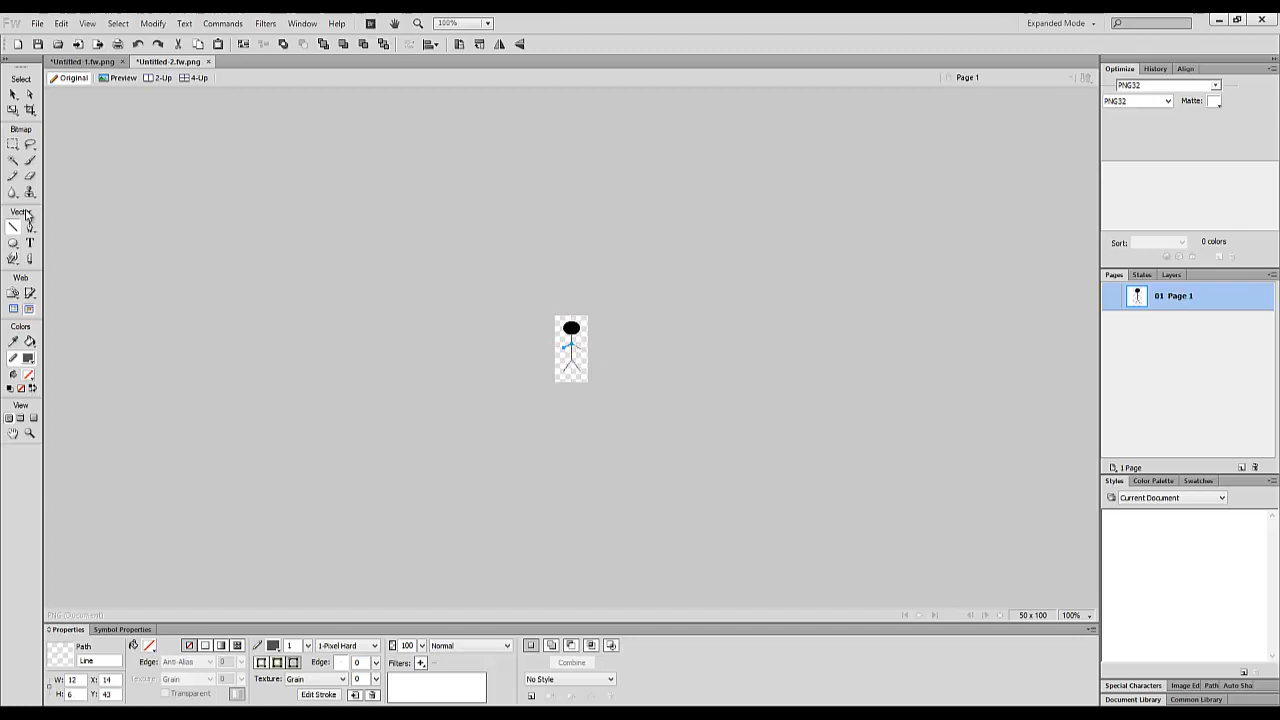 Fw File Edit View Select Modify Text Commands Filters Window Help Br 100% Expanded Mode
*Untitled-1.fw.png × *Untitled-2.fw.png ×
Original Preview 2-Up 4-Up Page 1
Select
Bitmap
Vector
T
Web
Colors
View
Optimize History Align
PNG32
PNG32 Matte:
Sort: 0 colors
Pages States Layers
01 Page 1
1 Page
Styles Color Palette Swatches
Current Document
Special Characters Image Ed Path Auto Sha
Document Library Common Library
PNG (Document) 50 x 100 100%
Properties Symbol Properties
Path
Line
W: 12 X: 14
H: 6 Y: 43
Edge: Anti-Alias 0
Texture: Grain 0
Transparent
1 1-Pixel Hard
Edge: 0
Texture: Grain 0
Edit Stroke
100 Normal
Filters:
Combine
No Style